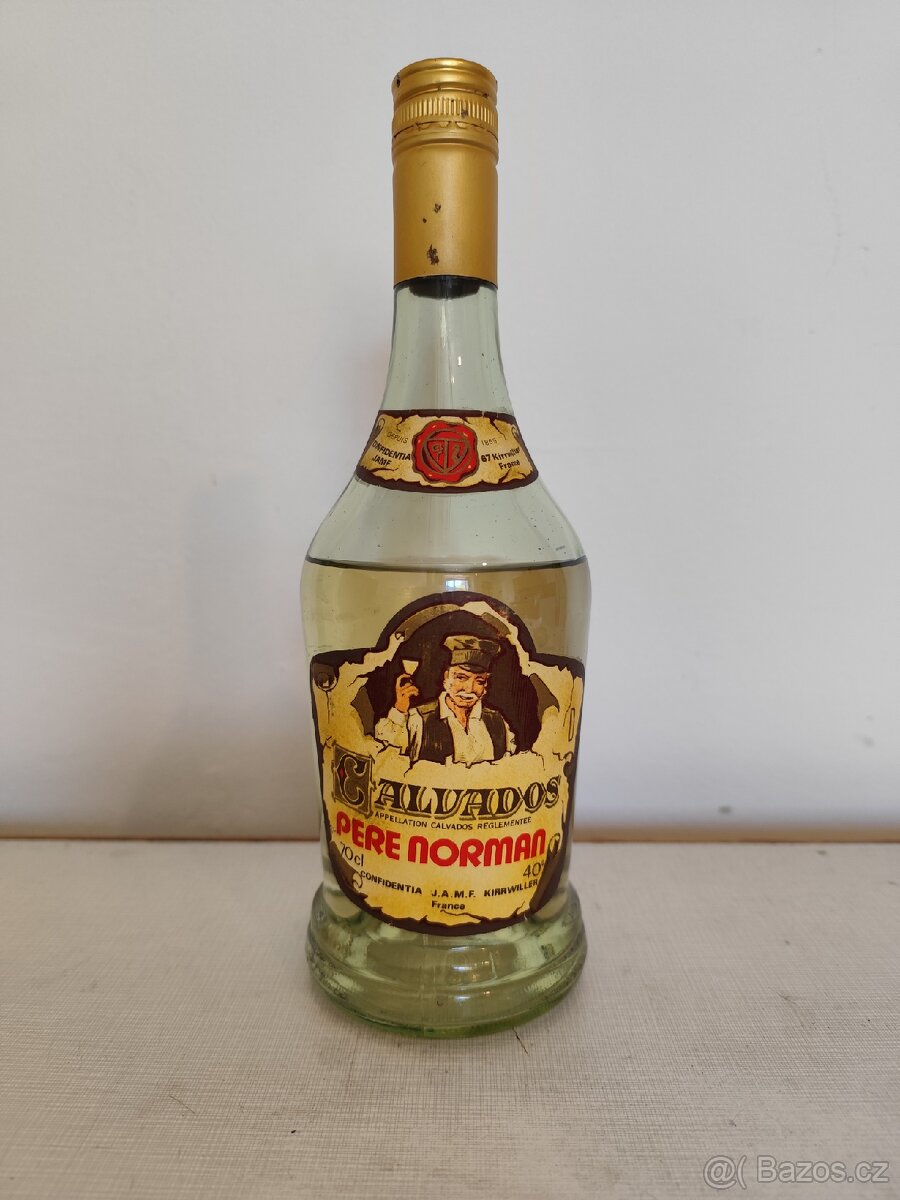 DEPUIS 1865
CONFIDENTIA
JAMF
67 Kirrwiller
France
CALVADOS
APPELLATION CALVADOS RÉGLEMENTÉE
PERE NORMAN
70cl
40%
CONFIDENTIA J.A.M.F. KIRRWILLER
France
@( Bazos.cz